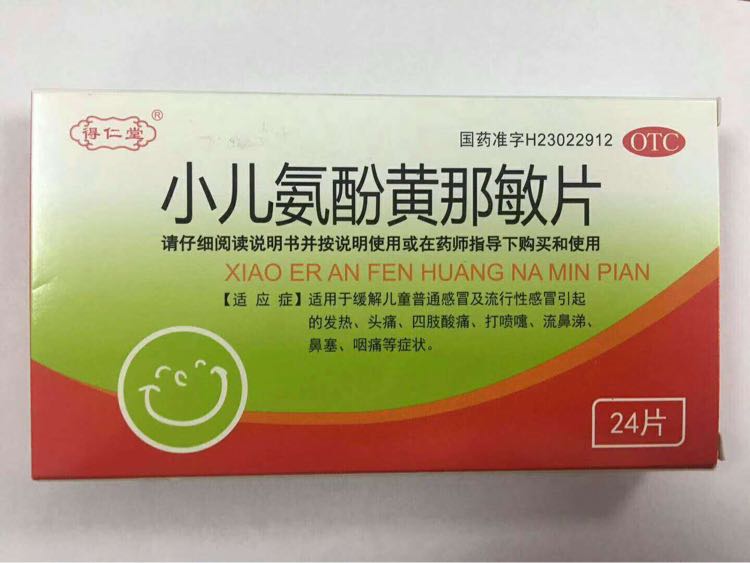 得仁堂®
国药准字H23022912 OTC
小儿氨酚黄那敏片
请仔细阅读说明书并按说明使用或在药师指导下购买和使用
XIAO ER AN FEN HUANG NA MIN PIAN
【适 应 症】适用于缓解儿童普通感冒及流行性感冒引起
的发热、头痛、四肢酸痛、打喷嚏、流鼻涕、
鼻塞、咽痛等症状。
24片